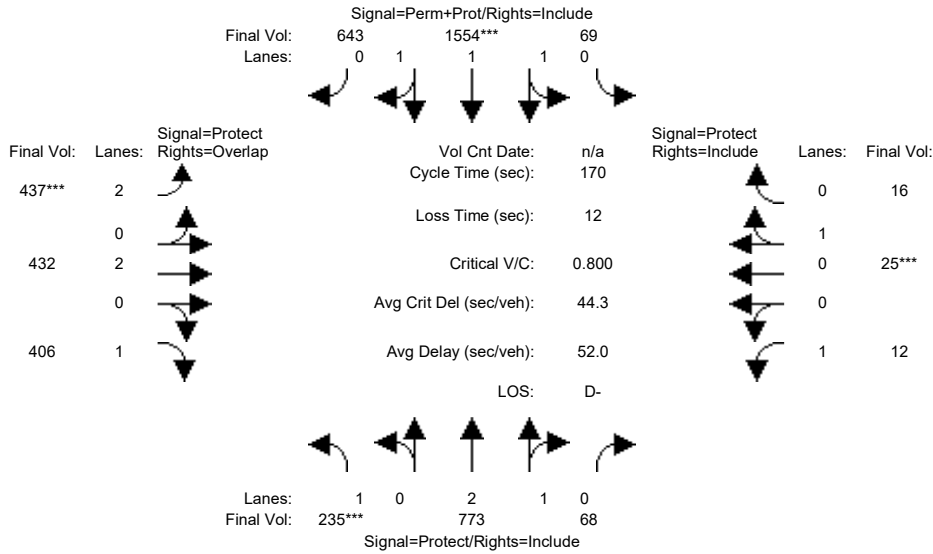 Signal=Perm+Prot/Rights=Include
Final Vol: 643 1554*** 69
Lanes: 0 1 1 1 0
Signal=Protect Signal=Protect
Final Vol: Lanes: Rights=Overlap Vol Cnt Date: n/a Rights=Include Lanes: Final Vol:
Cycle Time (sec): 170
437*** 2 0 16
Loss Time (sec): 12
0 1
432 2 Critical V/C: 0.800 0 25***
0 Avg Crit Del (sec/veh): 44.3 0
406 1 Avg Delay (sec/veh): 52.0 1 12
LOS: D-
Lanes: 1 0 2 1 0
Final Vol: 235*** 773 68
Signal=Protect/Rights=Include